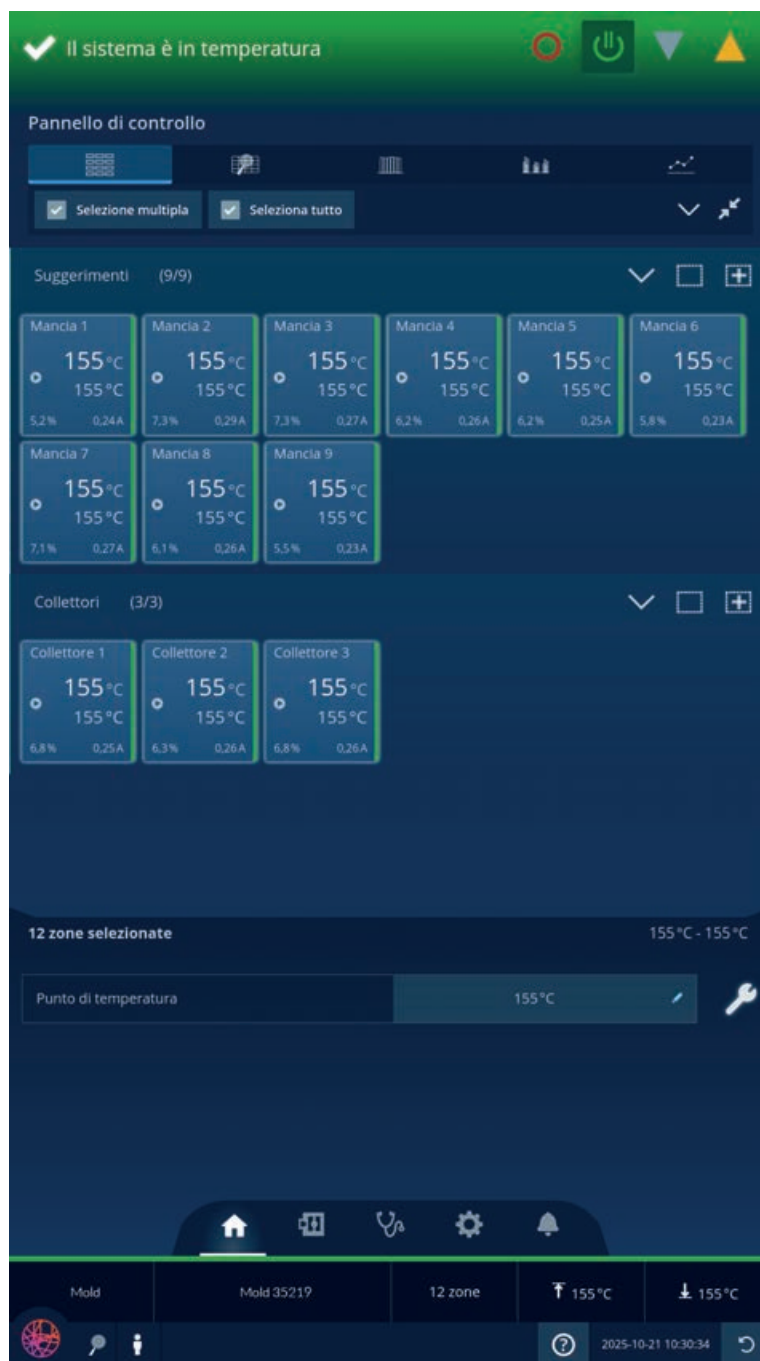 Il sistema è in temperatura
Pannello di controllo
Selezione multipla Seleziona tutto
Suggerimenti (9/9)
Mancia 1 Mancia 2 Mancia 3 Mancia 4 Mancia 5 Mancia 6
155°C 155°C 155°C 155°C 155°C 155°C
155°C 155°C 155°C 155°C 155°C 155°C
5,2% 0,24A 7,3% 0,29A 7,3% 0,27A 6,2% 0,26A 6,2% 0,25A 5,8% 0,23A
Mancia 7 Mancia 8 Mancia 9
155°C 155°C 155°C
155°C 155°C 155°C
7,1% 0,27A 6,1% 0,26A 5,5% 0,23A
Collettori (3/3)
Collettore 1 Collettore 2 Collettore 3
155°C 155°C 155°C
155°C 155°C 155°C
6,8% 0,25A 6,3% 0,26A 6,8% 0,26A
12 zone selezionate 155°C - 155°C
Punto di temperatura 155°C
Mold Mold 35219 12 zone 155°C 155°C
2025-10-21 10:30:34